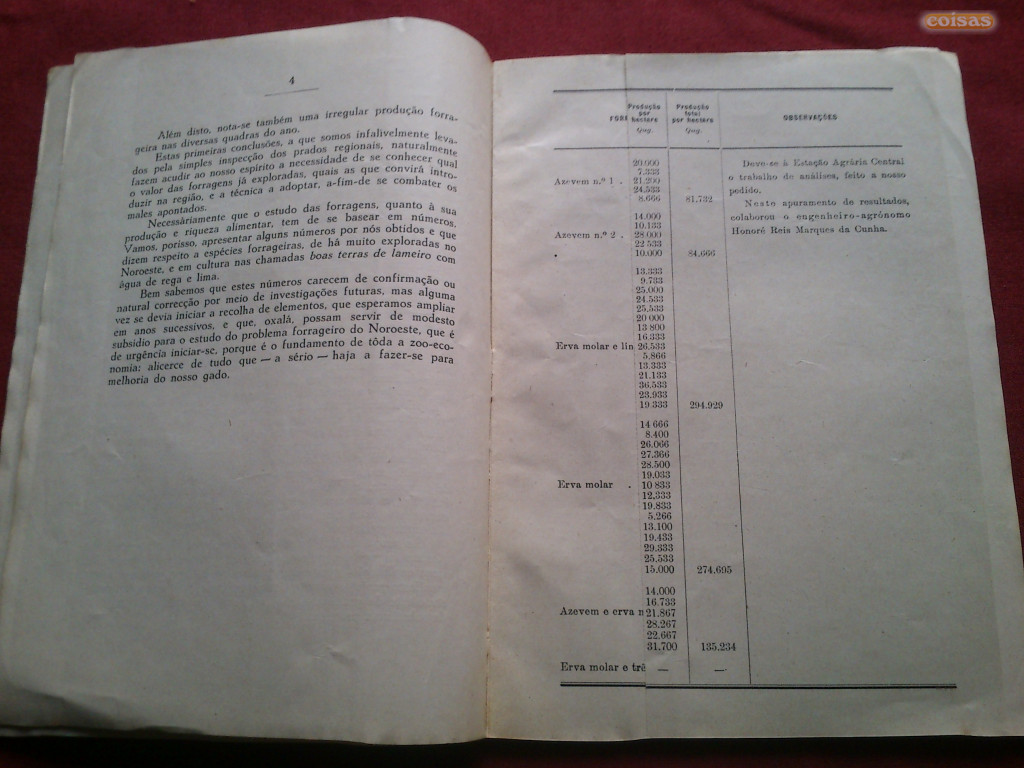 coisas
4
Além disto, nota-se também uma irregular produção forra-
geira nas diversas quadras do ano.
Estas primeiras conclusões, a que somos infalivelmente leva-
dos pela simples inspecção dos prados regionais, naturalmente
fazem acudir ao nosso espírito a necessidade de se conhecer qual
o valor das forragens já exploradas, quais as que convirá intro-
duzir na região, e a técnica a adoptar, a-fim-de se combater os
males apontados.
Necessàriamente que o estudo das forragens, quanto à sua
produção e riqueza alimentar, tem de se basear em números.
Vamos, porisso, apresentar alguns números por nós obtidos e que
dizem respeito a espécies forrageiras, de há muito exploradas no
Noroeste, e em cultura nas chamadas boas terras de lameiro com
água de rega e lima.
Bem sabemos que estes números carecem de confirmação ou
natural correcção por meio de investigações futuras, mas alguma
vez se devia iniciar a recolha de elementos, que esperamos ampliar
em anos sucessivos, e que, oxalá, possam servir de modesto
subsídio para o estudo do problema forrageiro do Noroeste, que é
de urgência iniciar-se, porque é o fundamento de tôda a zoo-eco-
nomia; alicerce de tudo que — a sério — haja a fazer-se para
melhoria do nosso gado.
FORR
Produção por hectare
Qug.
Produção total por hectare
Qug.
OBSERVAÇÕES
20.000
7.333
Azevem n.º 1 . 21.200
24.533
8.666 81.732
14.000
10.133
Azevem n.º 2 . 28.000
22.533
10.000 84.666
13.333
9.733
25.000
24.533
25.533
20 000
13 800
16.333
Erva molar e lin 26.533
5.866
13.333
21.133
36.533
23.933
19 333 294.929
14 666
8.400
26.066
27.366
28.500
19.033
Erva molar . 10 833
12.333
19.833
5.266
13.100
19.433
29.333
25.533
15.000 274.695
14.000
16.733
Azevem e erva n 21.867
28.267
22.667
31.700 135.234
Erva molar e trê — —
Deve-se à Estação Agrária Central
o trabalho de análises, feito a nosso
pedido.
Neste apuramento de resultados,
colaborou o engenheiro-agrónomo
Honoré Reis Marques da Cunha.